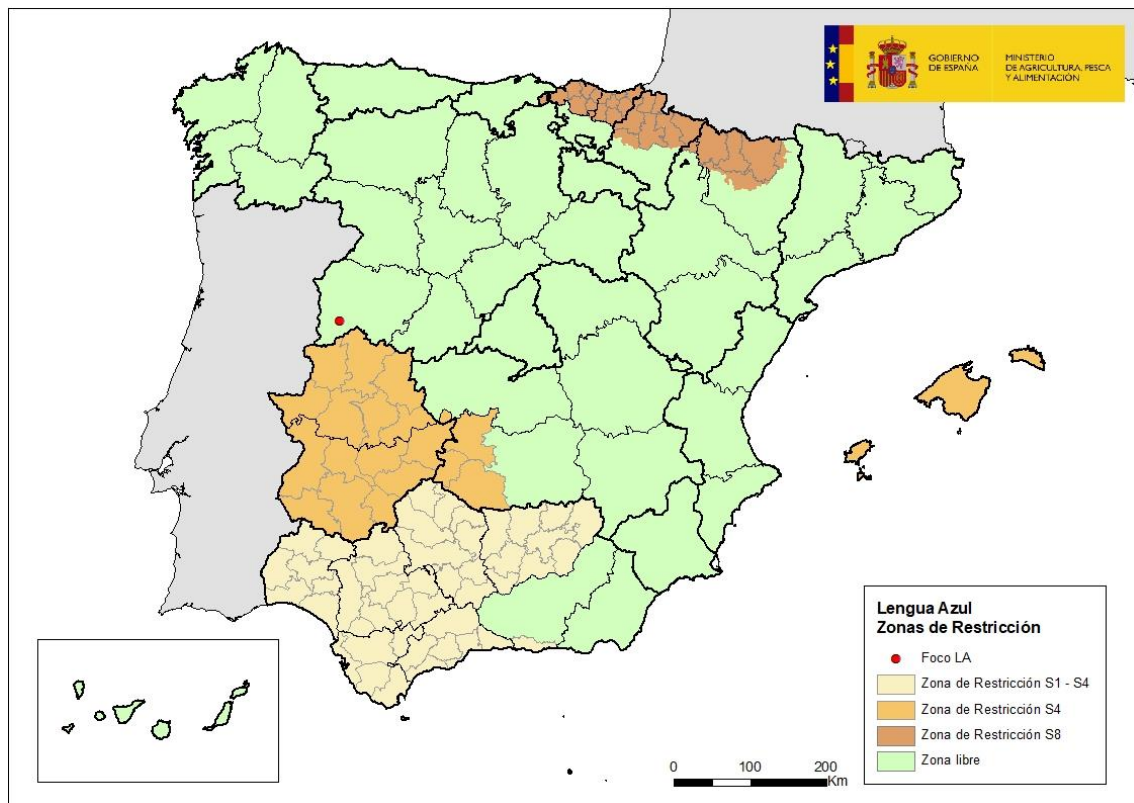 GOBIERNO
DE ESPAÑA
MINISTERIO
DE AGRICULTURA, PESCA
Y ALIMENTACIÓN
Lengua Azul
Zonas de Restricción
Foco LA
Zona de Restricción S1 - S4
Zona de Restricción S4
Zona de Restricción S8
Zona libre
0 100 200
Km